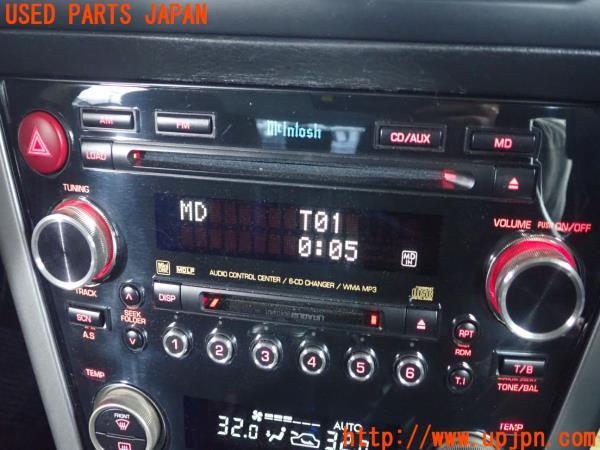 USED PARTS JAPAN
AM
FM
McIntosh
CD/AUX
MD
LOAD
TUNING
VOLUME PUSH ON/OFF
MD T01
0:05
MD IN
MDLP
AUDIO CONTROL CENTER / 6-CD CHANGER / WMA MP3
TRACK
DISP
SEEK
FOLDER
SCN
A.S
RPT
RDM
1 2 3 4 5 6
T.I
T/B
TONE/BAL
TEMP
FRONT
AUTO
TEMP
32.0
http://www.upjpn.com/